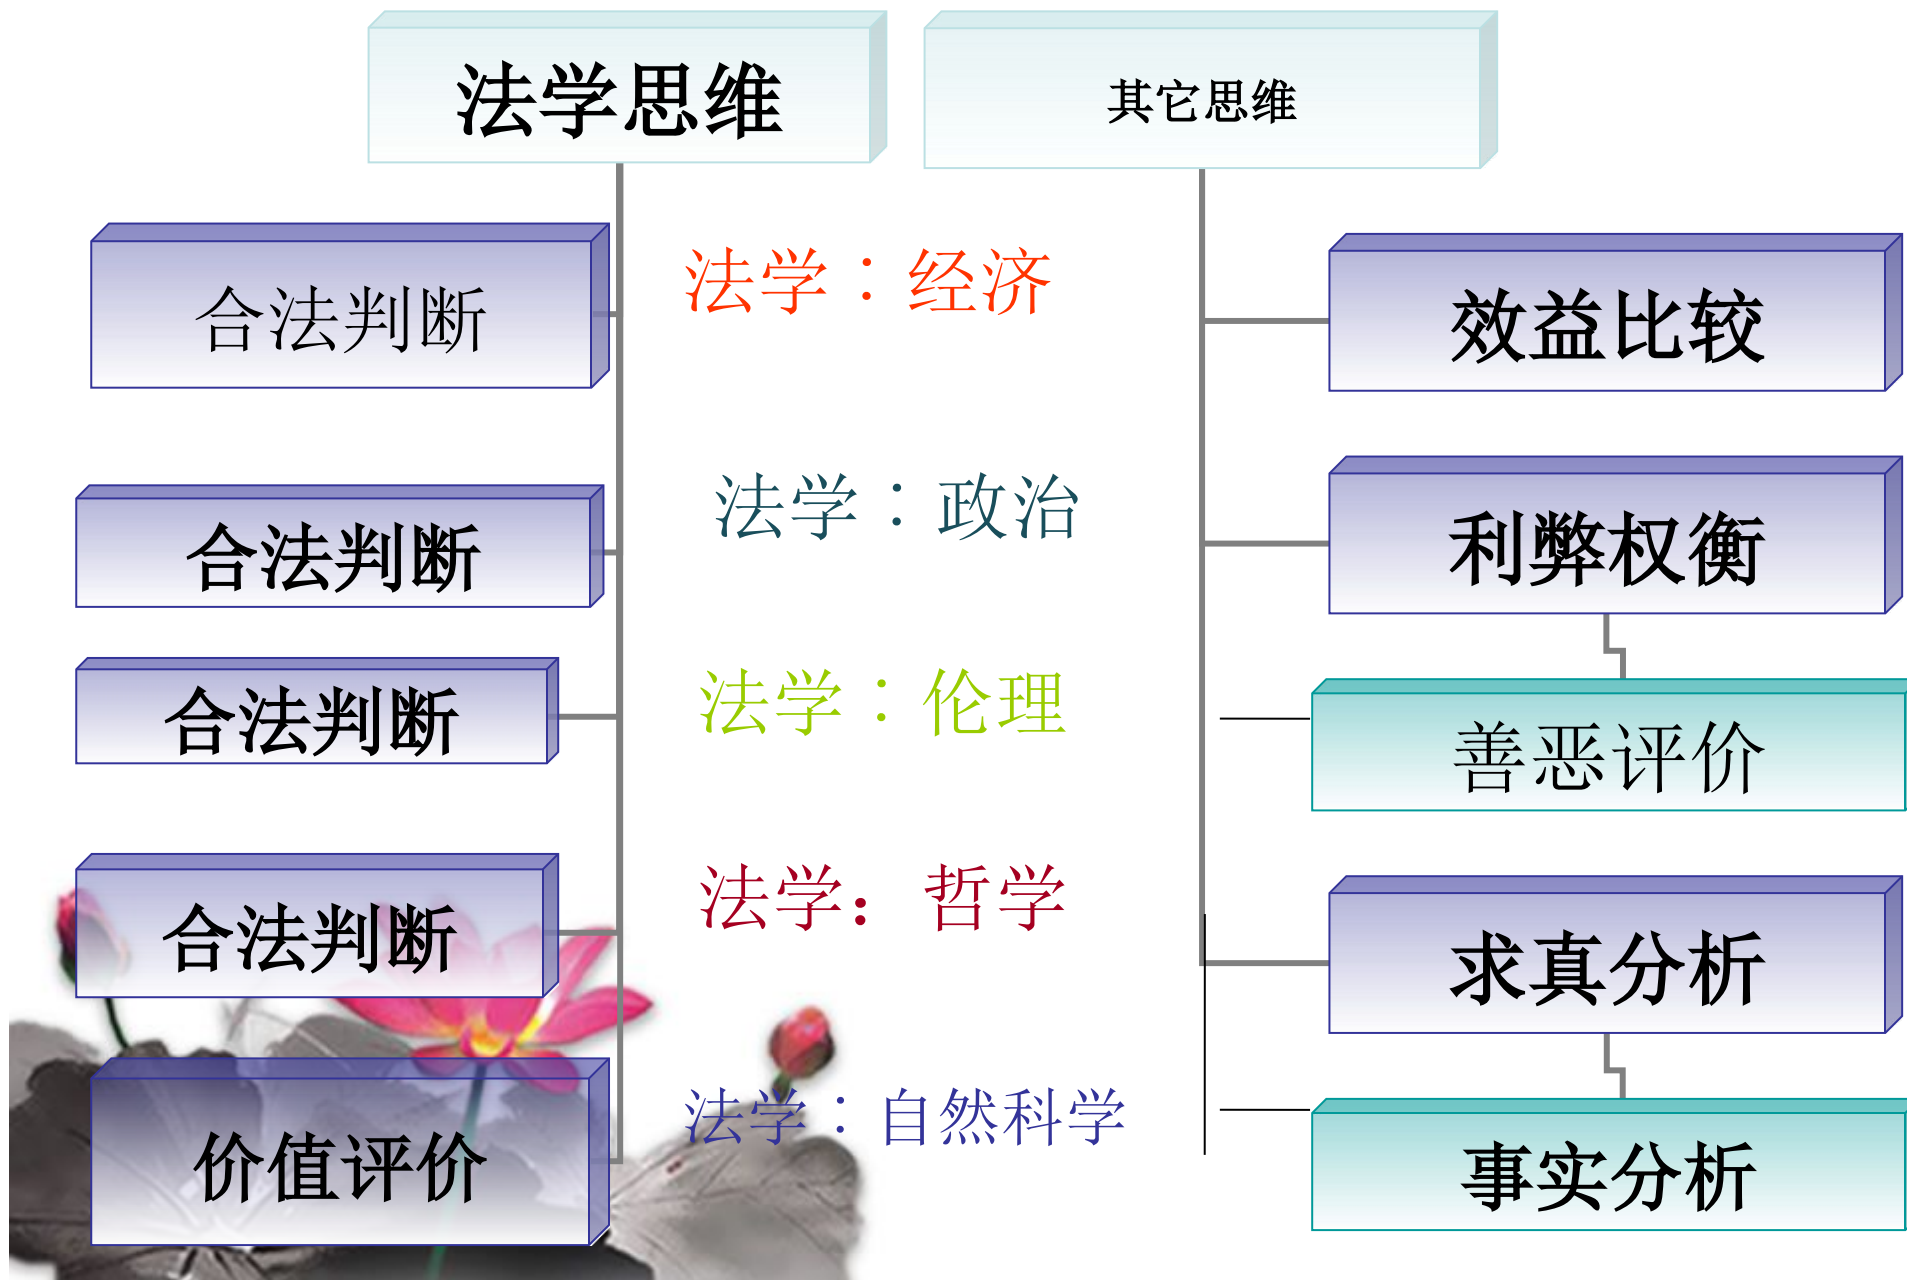 法学思维
其它思维
合法判断
法学：经济
效益比较
合法判断
法学：政治
利弊权衡
合法判断
法学：伦理
善恶评价
合法判断
法学：哲学
求真分析
价值评价
法学：自然科学
事实分析